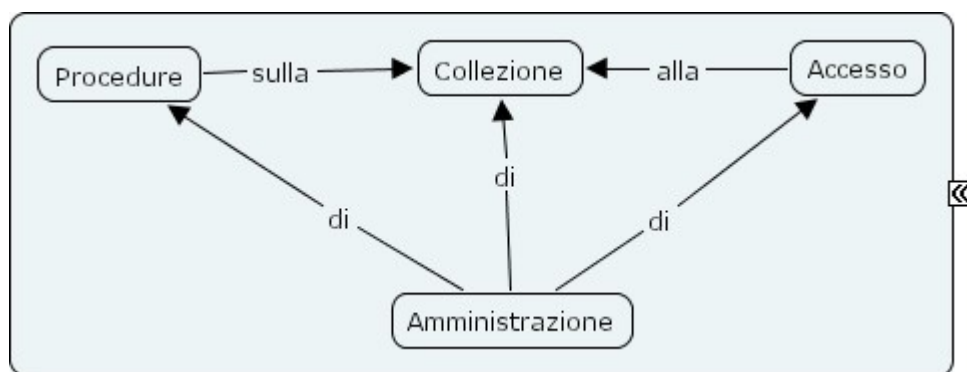 Procedure sulla Collezione alla Accesso
di di di
Amministrazione